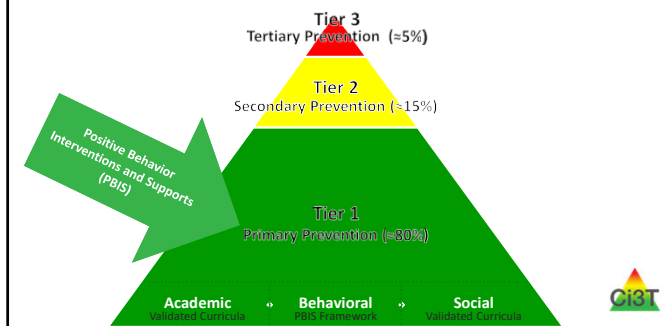 Tier 3
Tertiary Prevention (≈5%)
Tier 2
Secondary Prevention (≈15%)
Positive Behavior
Interventions and Supports
(PBIS)
Tier 1
Primary Prevention (≈80%)
Academic Behavioral Social
Validated Curricula PBIS Framework Validated Curricula
Ci3T